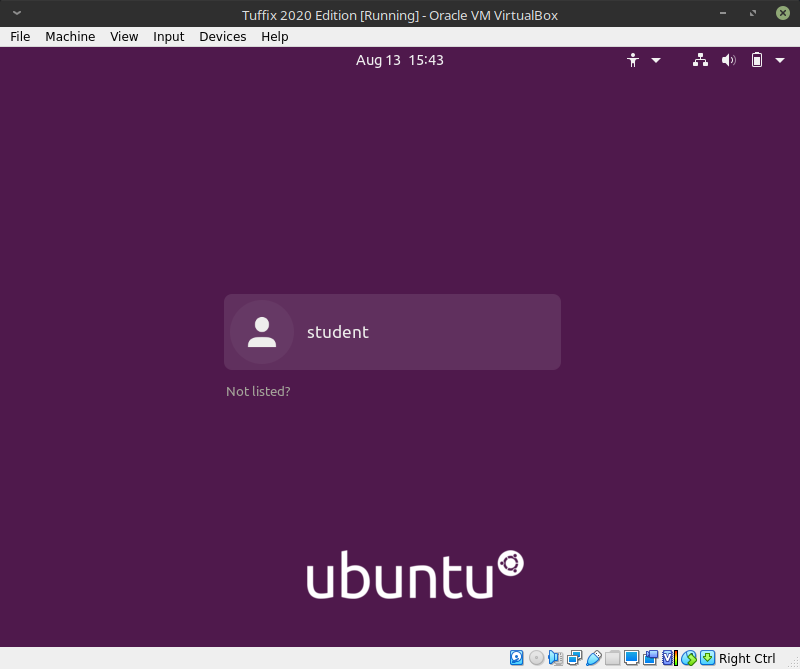 Tuffix 2020 Edition [Running] - Oracle VM VirtualBox
File Machine View Input Devices Help
Aug 13 15:43
student
Not listed?
ubuntu
Right Ctrl